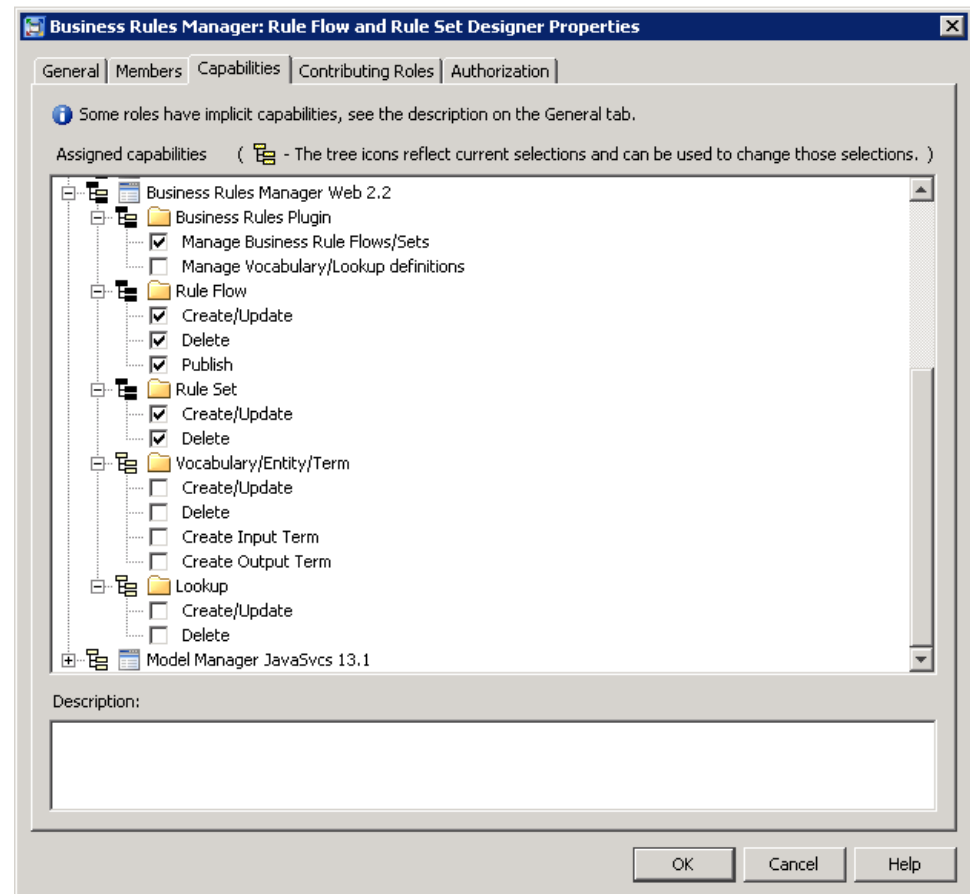 Business Rules Manager: Rule Flow and Rule Set Designer Properties
General Members Capabilities Contributing Roles Authorization
Some roles have implicit capabilities, see the description on the General tab.
Assigned capabilities ( - The tree icons reflect current selections and can be used to change those selections. )
Business Rules Manager Web 2.2
Business Rules Plugin
Manage Business Rule Flows/Sets
Manage Vocabulary/Lookup definitions
Rule Flow
Create/Update
Delete
Publish
Rule Set
Create/Update
Delete
Vocabulary/Entity/Term
Create/Update
Delete
Create Input Term
Create Output Term
Lookup
Create/Update
Delete
Model Manager JavaSvcs 13.1
Description:
OK Cancel Help